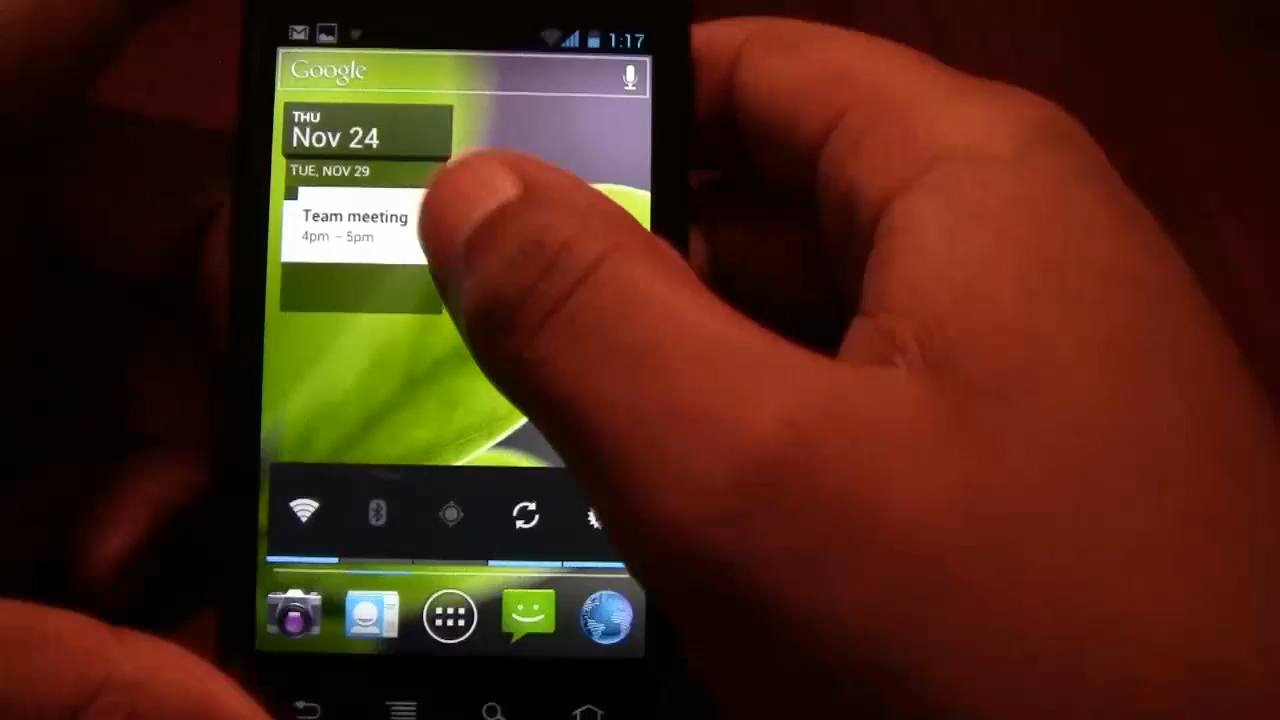 1:17
Google
THU
Nov 24
TUE, NOV 29
Team meeting
4pm – 5pm